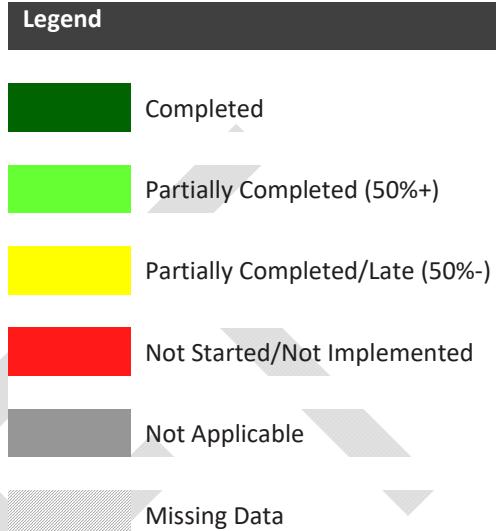 Legend
Completed
Partially Completed (50%+)
Partially Completed/Late (50%-)
Not Started/Not Implemented
Not Applicable
Missing Data